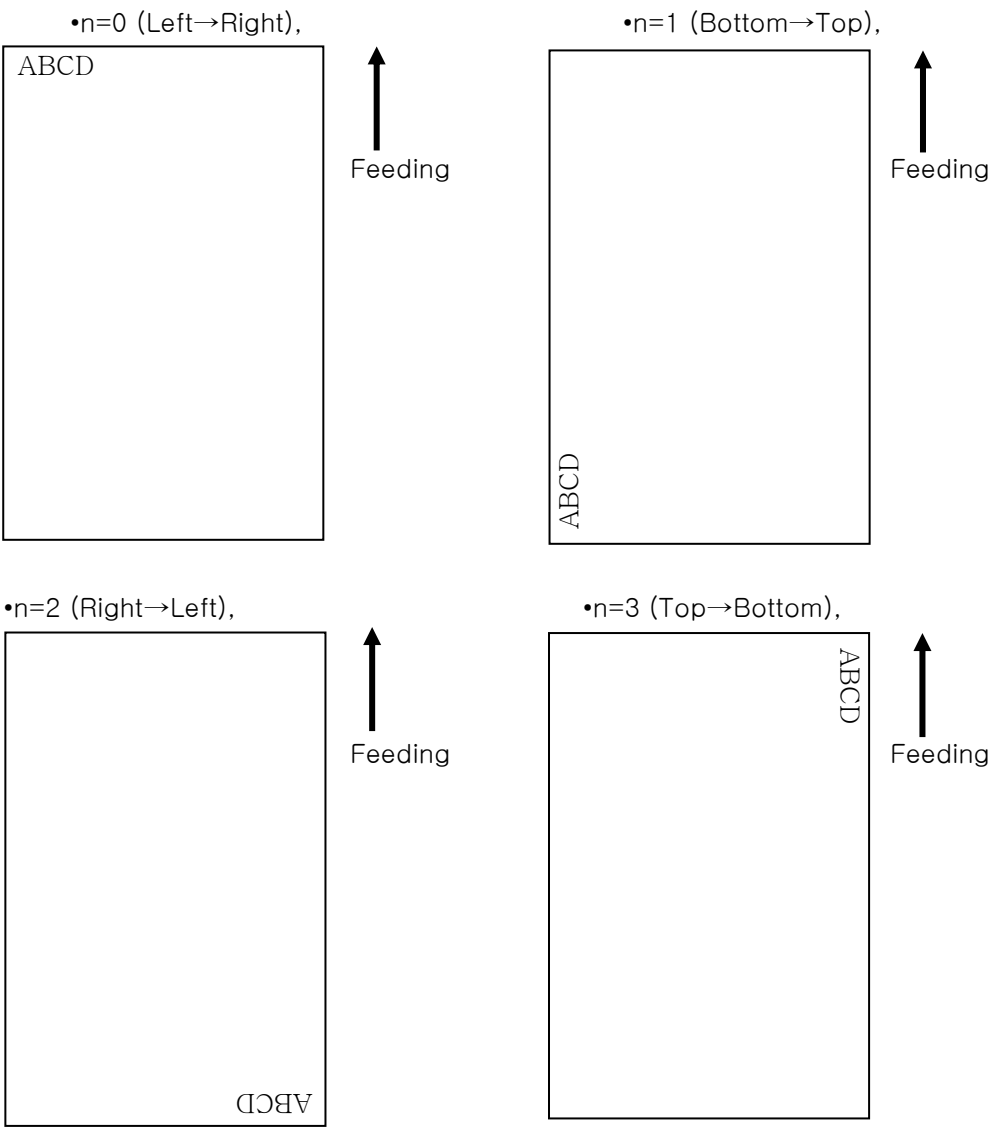 •n=0 (Left→Right),
ABCD
Feeding
•n=1 (Bottom→Top),
Feeding
ABCD
•n=2 (Right→Left),
Feeding
ABCD
•n=3 (Top→Bottom),
ABCD
Feeding